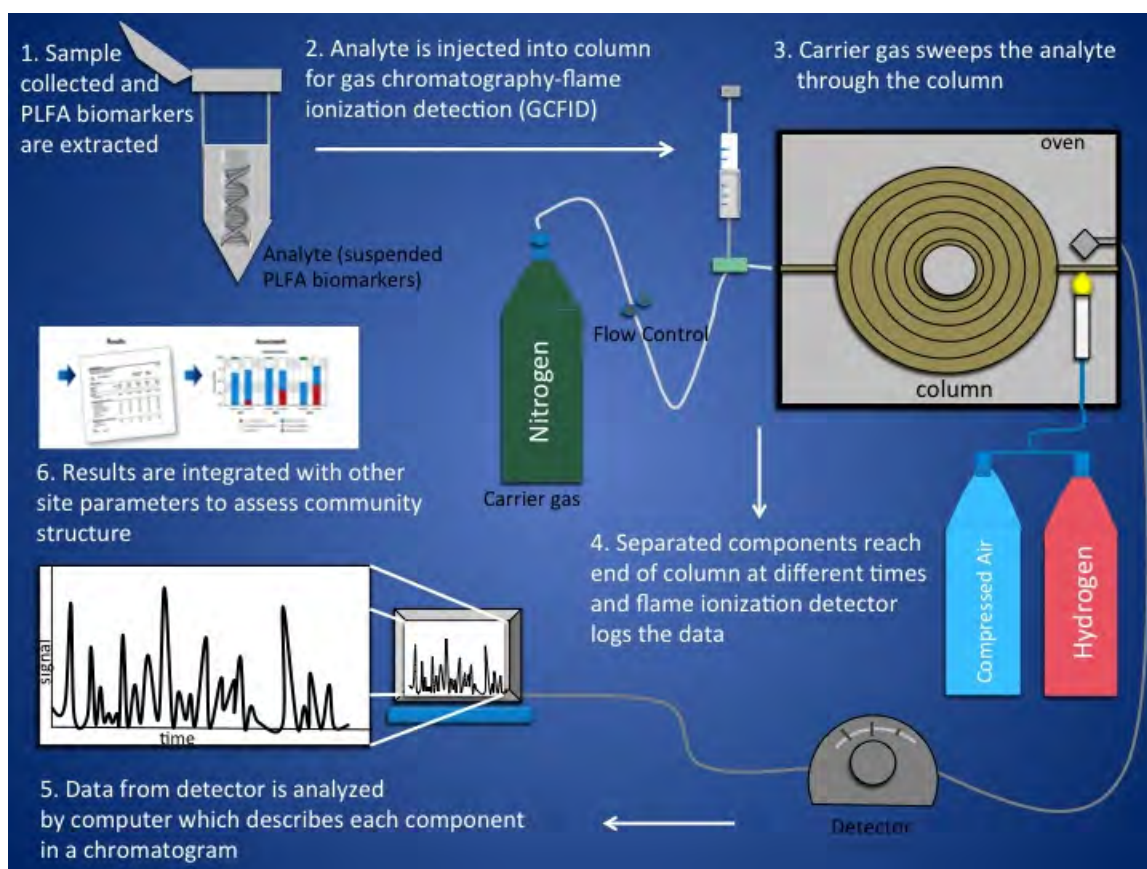 1. Sample
collected and
PLFA biomarkers
are extracted
2. Analyte is injected into column
for gas chromatography-flame
ionization detection (GCFID)
3. Carrier gas sweeps the analyte
through the column
oven
Analyte (suspended
PLFA biomarkers)
Flow Control
column
Nitrogen
Carrier gas
Results
6. Results are integrated with other
site parameters to assess community
structure
4. Separated components reach
end of column at different times
and flame ionization detector
logs the data
Compressed Air
Hydrogen
signal
time
5. Data from detector is analyzed
by computer which describes each component
in a chromatogram
Detector